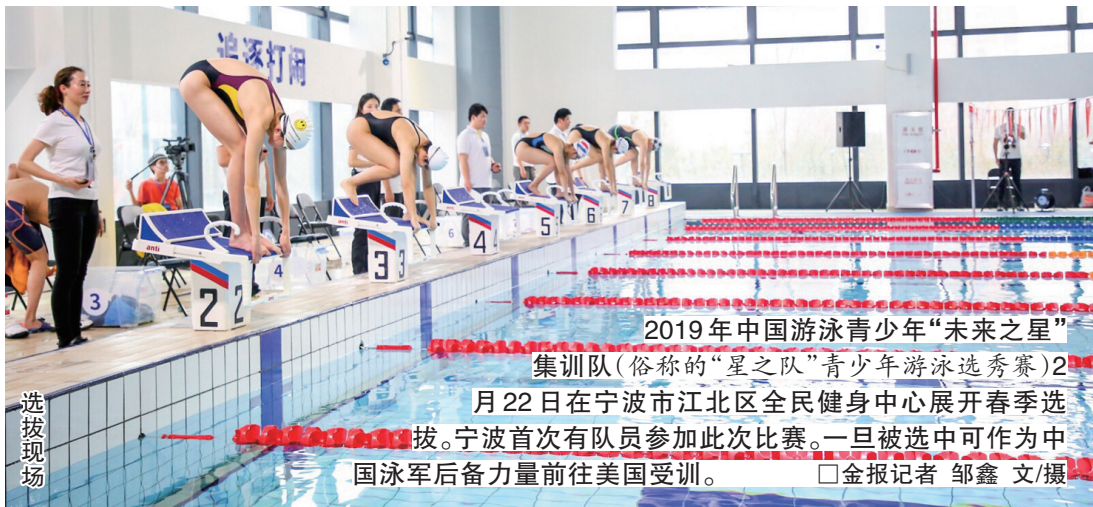 追逐打闹
anti
2
2
3
3
4
5
6
7
8
3
4
6
选拔现场
2019年中国游泳青少年“未来之星”
集训队(俗称的“星之队”青少年游泳选秀赛)2
月22日在宁波市江北区全民健身中心展开春季选
拔。宁波首次有队员参加此次比赛。一旦被选中可作为中
国泳军后备力量前往美国受训。 □金报记者 邹鑫 文/摄